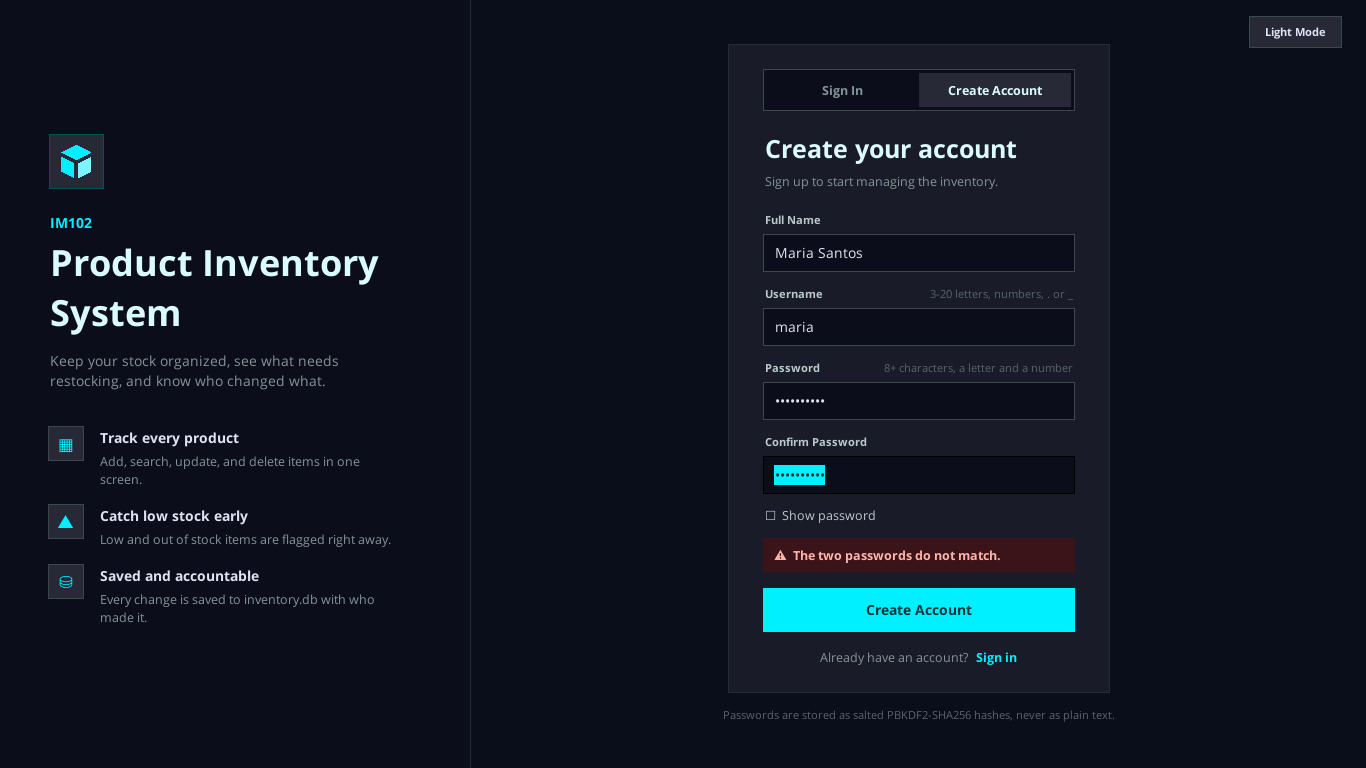 Light Mode
IM102
Product Inventory
System
Keep your stock organized, see what needs
restocking, and know who changed what.
Track every product
Add, search, update, and delete items in one
screen.
Catch low stock early
Low and out of stock items are flagged right away.
Saved and accountable
Every change is saved to inventory.db with who
made it.
Sign In Create Account
Create your account
Sign up to start managing the inventory.
Full Name
Maria Santos
Username 3-20 letters, numbers, . or _
maria
Password 8+ characters, a letter and a number
••••••••••
Confirm Password
••••••••••
☐ Show password
⚠ The two passwords do not match.
Create Account
Already have an account? Sign in
Passwords are stored as salted PBKDF2-SHA256 hashes, never as plain text.